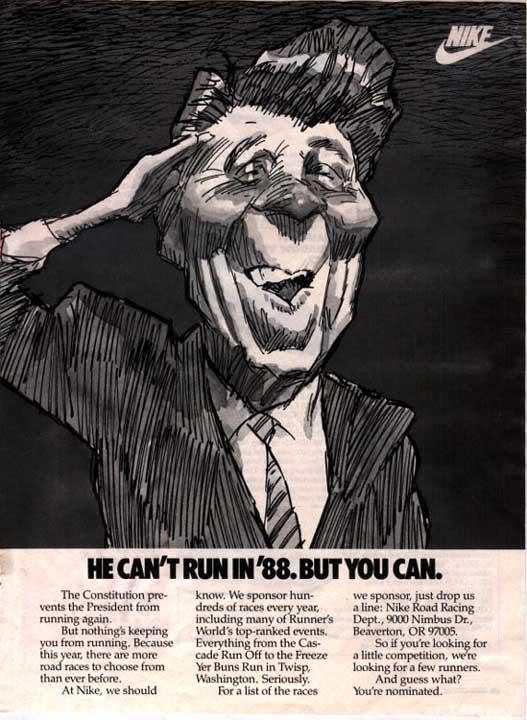 NIKE
HE CAN'T RUN IN '88. BUT YOU CAN.
The Constitution pre-
vents the President from
running again.
But nothing's keeping
you from running. Because
this year, there are more
road races to choose from
than ever before.
At Nike, we should
know. We sponsor hun-
dreds of races every year,
including many of Runner's
World's top-ranked events.
Everything from the Cas-
cade Run Off to the Freeze
Yer Buns Run in Twisp,
Washington. Seriously.
For a list of the races
we sponsor, just drop us
a line: Nike Road Racing
Dept., 9000 Nimbus Dr.,
Beaverton, OR 97005.
So if you're looking for
a little competition, we're
looking for a few runners.
And guess what?
You're nominated.